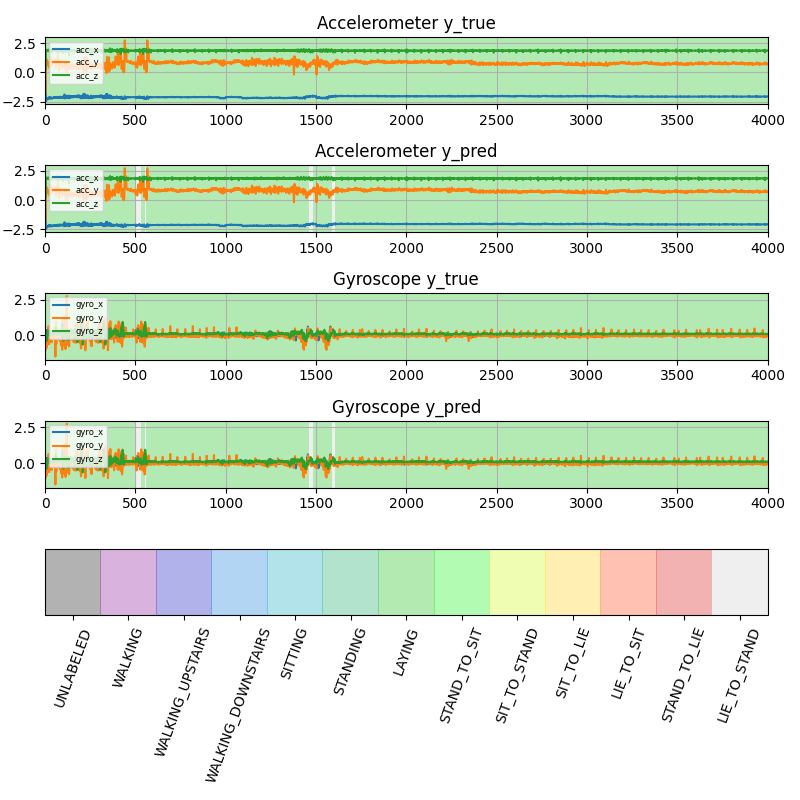 Accelerometer y_true
2.5
0.0
−2.5
acc_x
acc_y
acc_z
0 500 1000 1500 2000 2500 3000 3500 4000
Accelerometer y_pred
2.5
0.0
−2.5
acc_x
acc_y
acc_z
0 500 1000 1500 2000 2500 3000 3500 4000
Gyroscope y_true
2.5
0.0
gyro_x
gyro_y
gyro_z
0 500 1000 1500 2000 2500 3000 3500 4000
Gyroscope y_pred
2.5
0.0
gyro_x
gyro_y
gyro_z
0 500 1000 1500 2000 2500 3000 3500 4000
UNLABELED
WALKING
WALKING_UPSTAIRS
WALKING_DOWNSTAIRS
SITTING
STANDING
LAYING
STAND_TO_SIT
SIT_TO_STAND
SIT_TO_LIE
LIE_TO_SIT
STAND_TO_LIE
LIE_TO_STAND